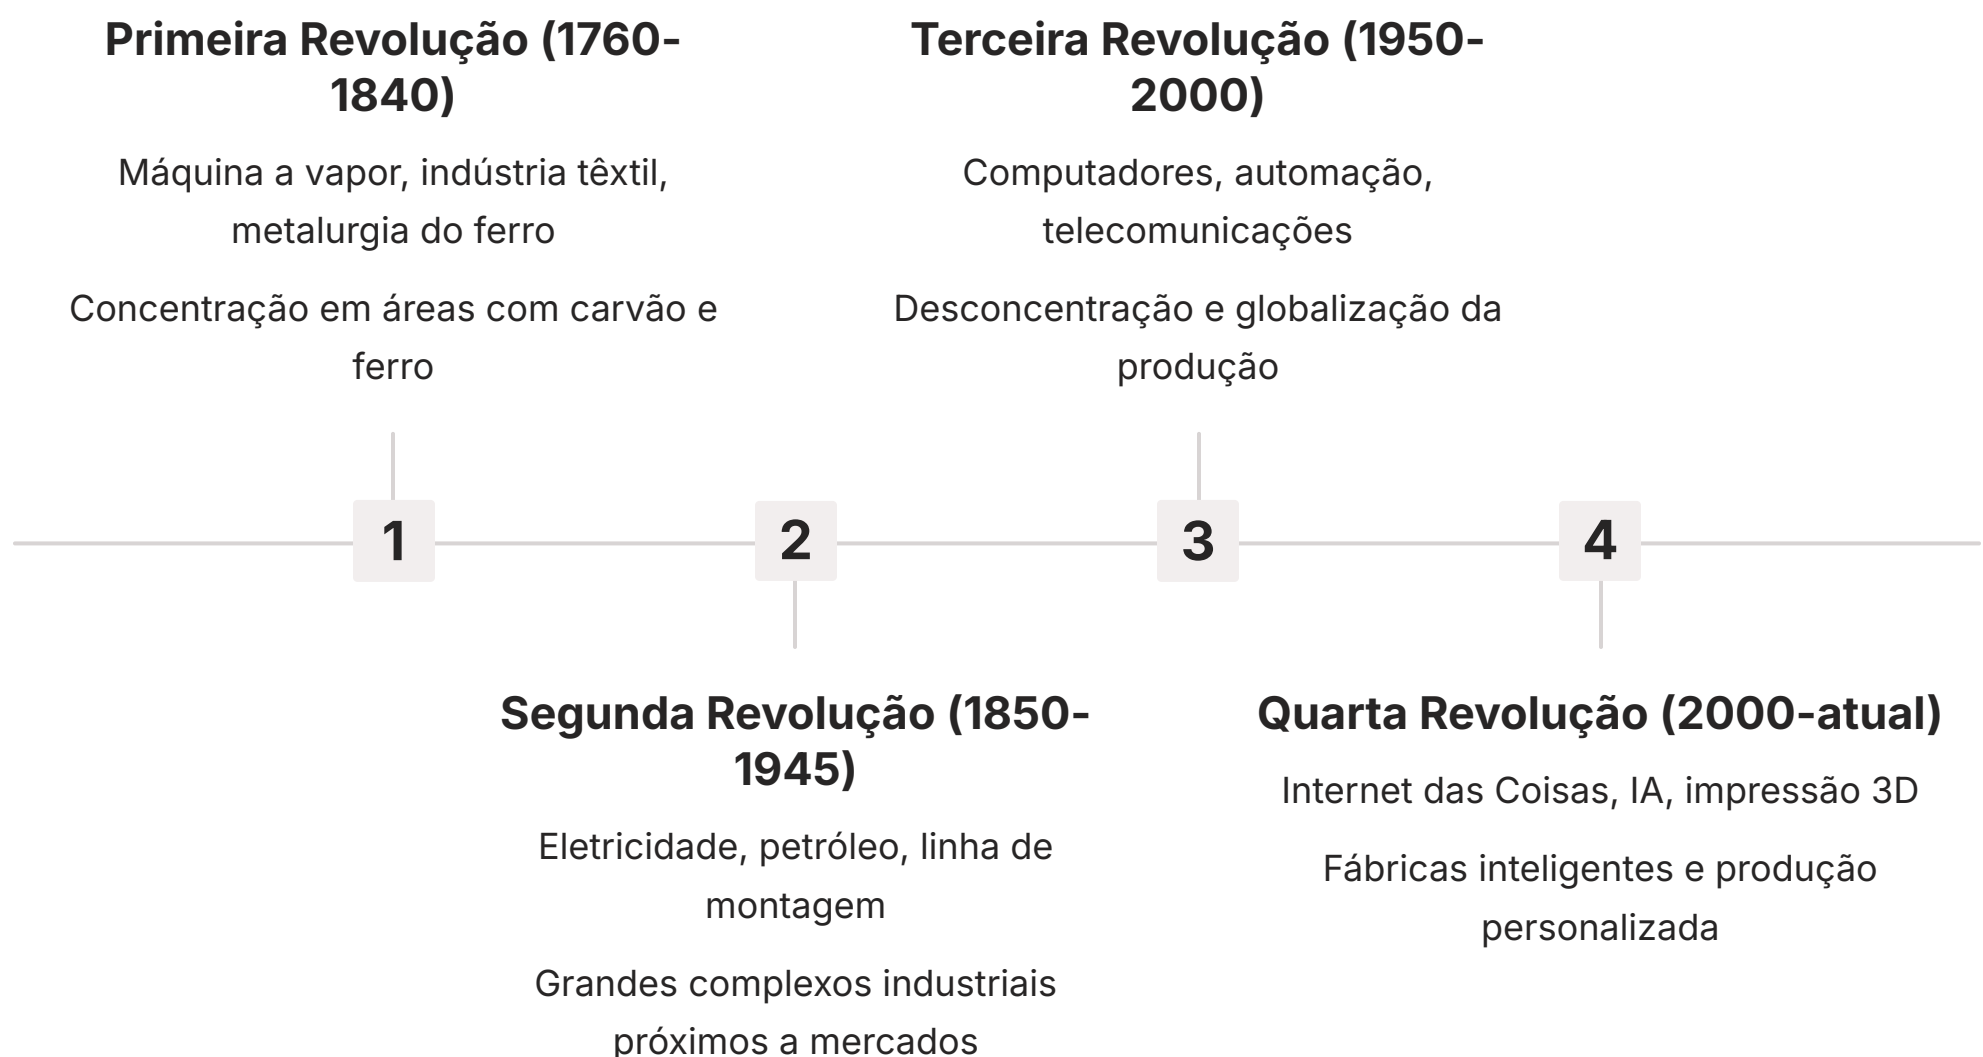 Primeira Revolução (1760-
1840)
Máquina a vapor, indústria têxtil,
metalurgia do ferro
Concentração em áreas com carvão e
ferro
Terceira Revolução (1950-
2000)
Computadores, automação,
telecomunicações
Desconcentração e globalização da
produção
1
2
3
4
Segunda Revolução (1850-
1945)
Eletricidade, petróleo, linha de
montagem
Grandes complexos industriais
próximos a mercados
Quarta Revolução (2000-atual)
Internet das Coisas, IA, impressão 3D
Fábricas inteligentes e produção
personalizada